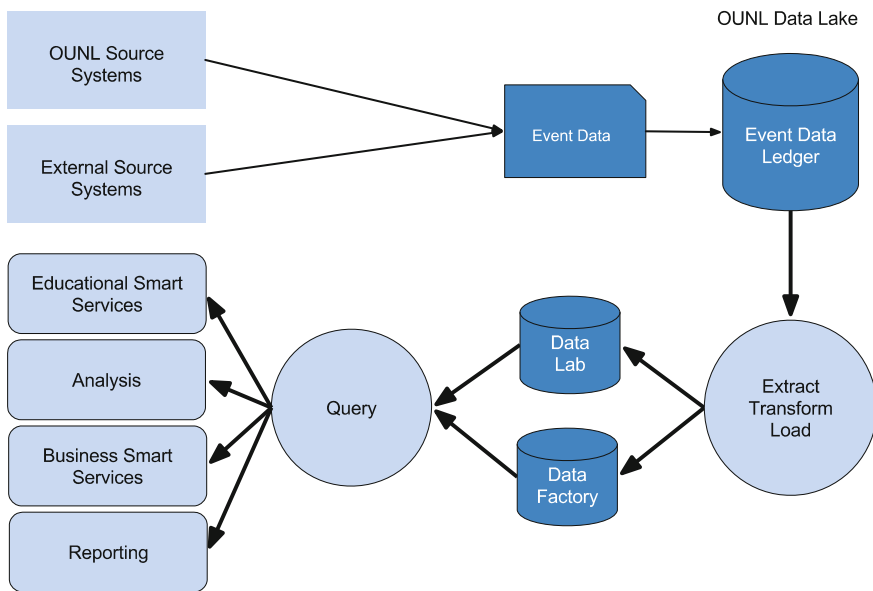 OUNL Data Lake
OUNL Source
Systems
Event Data
Event Data
Ledger
External Source
Systems
Educational Smart
Services
Data
Lab
Analysis
Query
Extract
Transform
Load
Business Smart
Services
Data
Factory
Reporting